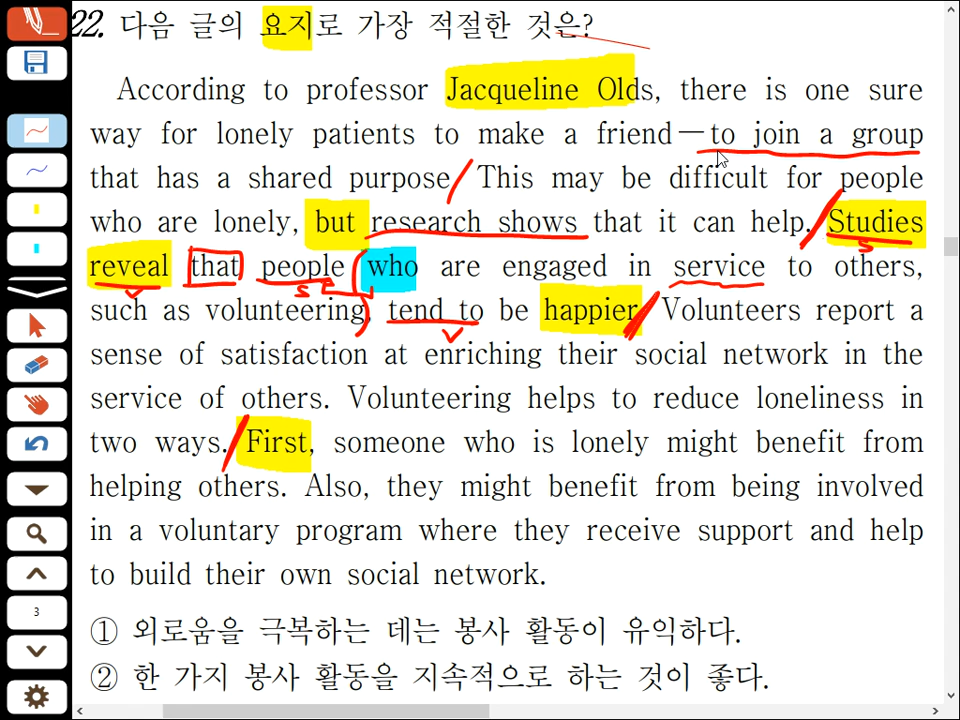 22. 다음 글의 요지로 가장 적절한 것은?
According to professor Jacqueline Olds, there is one sure
way for lonely patients to make a friend—to join a group
that has a shared purpose. This may be difficult for people
who are lonely, but research shows that it can help. Studies
reveal that people who are engaged in service to others,
such as volunteering, tend to be happier. Volunteers report a
sense of satisfaction at enriching their social network in the
service of others. Volunteering helps to reduce loneliness in
two ways. First, someone who is lonely might benefit from
helping others. Also, they might benefit from being involved
in a voluntary program where they receive support and help
to build their own social network.
① 외로움을 극복하는 데는 봉사 활동이 유익하다.
② 한 가지 봉사 활동을 지속적으로 하는 것이 좋다.
S
V
S
V
3